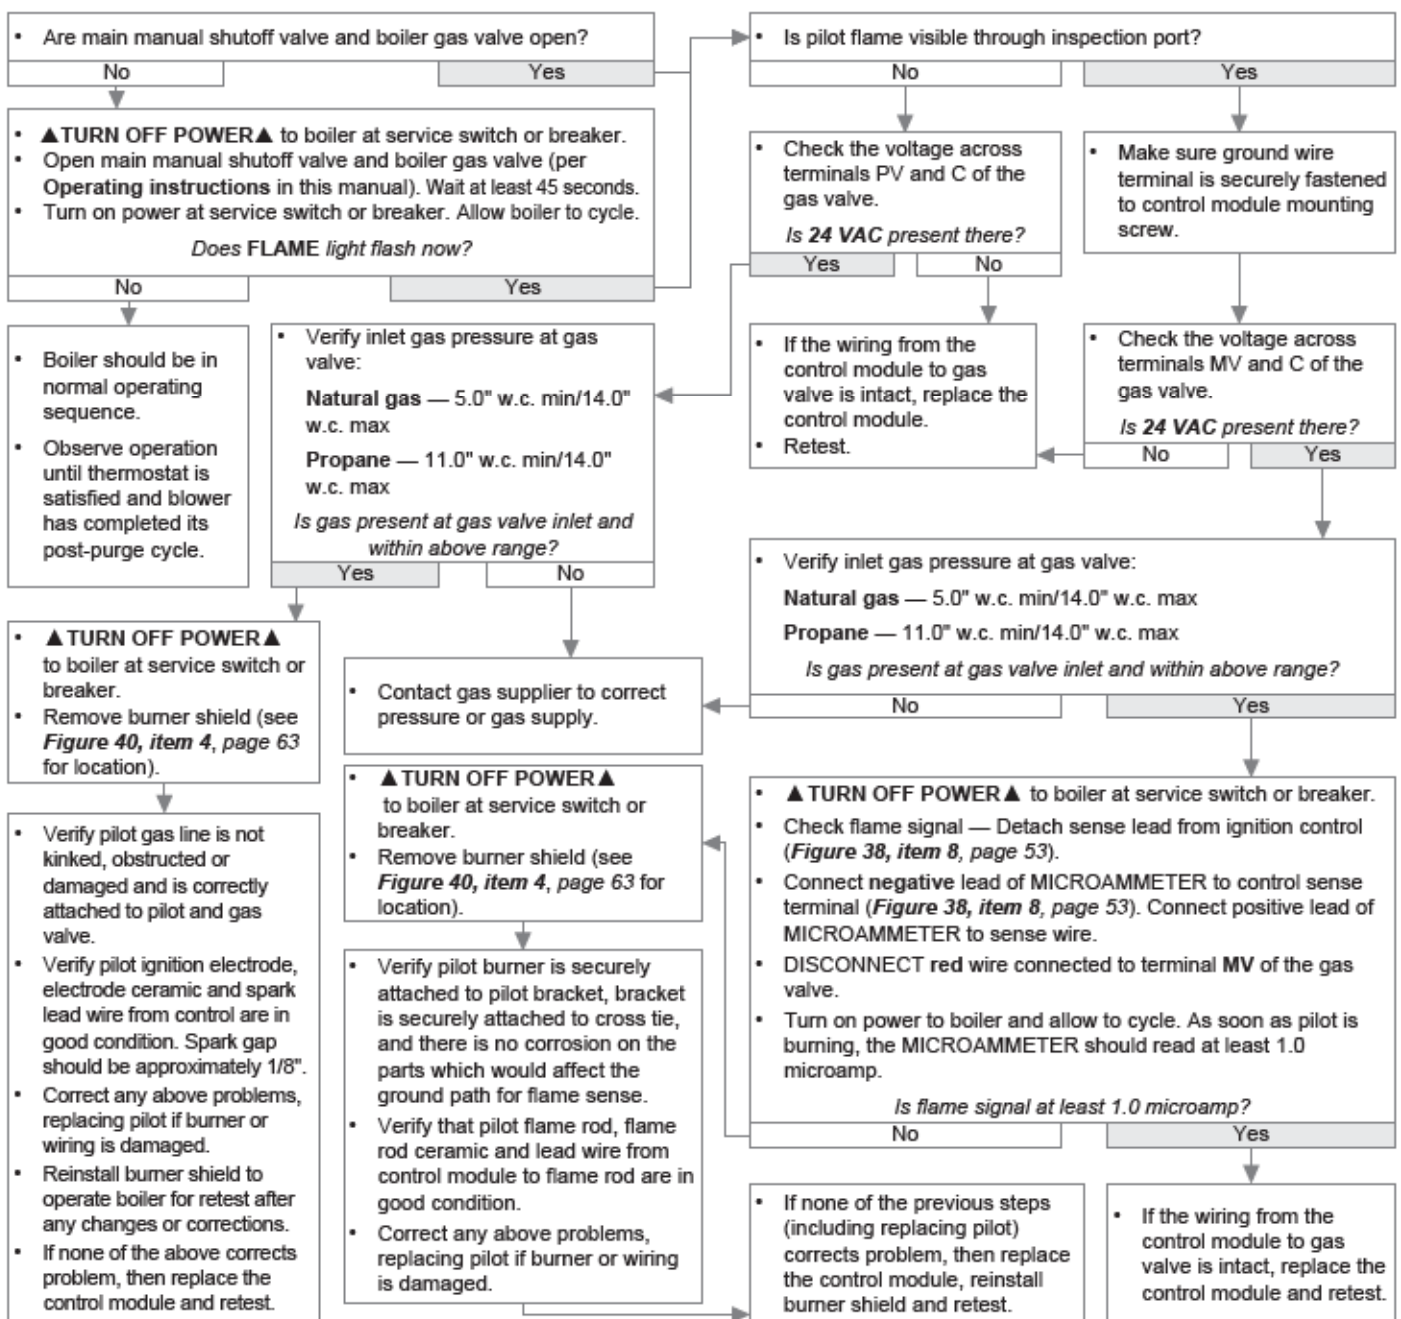 • Are main manual shutoff valve and boiler gas valve open?
No
Yes
• ▲TURN OFF POWER▲ to boiler at service switch or breaker.
• Open main manual shutoff valve and boiler gas valve (per
Operating instructions in this manual). Wait at least 45 seconds.
• Turn on power at service switch or breaker. Allow boiler to cycle.
Does FLAME light flash now?
No
Yes
• Boiler should be in
normal operating
sequence.
• Observe operation
until thermostat is
satisfied and blower
has completed its
post-purge cycle.
• Is pilot flame visible through inspection port?
No
Yes
• Check the voltage across
terminals PV and C of the
gas valve.
Is 24 VAC present there?
Yes
No
• Make sure ground wire
terminal is securely fastened
to control module mounting
screw.
• Verify inlet gas pressure at gas
valve:
Natural gas — 5.0" w.c. min/14.0"
w.c. max
Propane — 11.0" w.c. min/14.0"
w.c. max
Is gas present at gas valve inlet and
within above range?
Yes
No
• If the wiring from the
control module to gas
valve is intact, replace the
control module.
• Retest.
• Check the voltage across
terminals MV and C of the
gas valve.
Is 24 VAC present there?
No
Yes
• Verify inlet gas pressure at gas valve:
Natural gas — 5.0" w.c. min/14.0" w.c. max
Propane — 11.0" w.c. min/14.0" w.c. max
Is gas present at gas valve inlet and within above range?
No
Yes
• ▲TURN OFF POWER▲
to boiler at service switch or
breaker.
• Remove burner shield (see
Figure 40, item 4, page 63
for location).
• Verify pilot gas line is not
kinked, obstructed or
damaged and is correctly
attached to pilot and gas
valve.
• Verify pilot ignition electrode,
electrode ceramic and spark
lead wire from control are in
good condition. Spark gap
should be approximately 1/8".
• Correct any above problems,
replacing pilot if burner or
wiring is damaged.
• Reinstall burner shield to
operate boiler for retest after
any changes or corrections.
• If none of the above corrects
problem, then replace the
control module and retest.
• Contact gas supplier to correct
pressure or gas supply.
• ▲TURN OFF POWER▲
to boiler at service switch or
breaker.
• Remove burner shield (see
Figure 40, item 4, page 63 for
location).
• Verify pilot burner is securely
attached to pilot bracket, bracket
is securely attached to cross tie,
and there is no corrosion on the
parts which would affect the
ground path for flame sense.
• Verify that pilot flame rod, flame
rod ceramic and lead wire from
control module to flame rod are in
good condition.
• Correct any above problems,
replacing pilot if burner or wiring
is damaged.
• ▲TURN OFF POWER▲ to boiler at service switch or breaker.
• Check flame signal — Detach sense lead from ignition control
(Figure 38, item 8, page 53).
• Connect negative lead of MICROAMMETER to control sense
terminal (Figure 38, item 8, page 53). Connect positive lead of
MICROAMMETER to sense wire.
• DISCONNECT red wire connected to terminal MV of the gas
valve.
• Turn on power to boiler and allow to cycle. As soon as pilot is
burning, the MICROAMMETER should read at least 1.0
microamp.
Is flame signal at least 1.0 microamp?
No
Yes
• If none of the previous steps
(including replacing pilot)
corrects problem, then replace
the control module, reinstall
burner shield and retest.
• If the wiring from the
control module to gas
valve is intact, replace the
control module and retest.